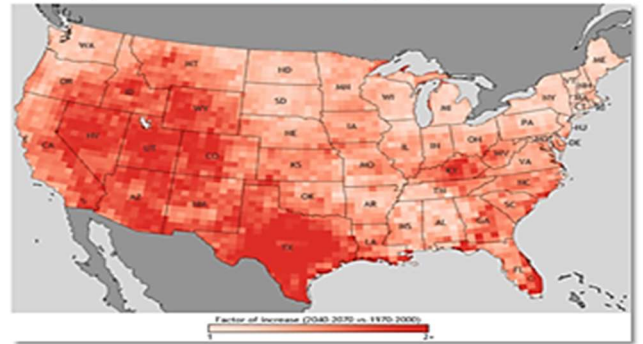 WA
ME
MT
ND
OR
MN
VT
NH
ID
WI
MI
NY
SD
WY
IA
PA
NJ
NE
OH
NV
IL
IN
DE
UT
CO
WV
CA
VA
KS
MO
KY
NC
TN
AZ
NM
OK
AR
SC
MS
AL
GA
TX
LA
FL
Factor of Increase (2040-2070 vs. 1970-2000)
1 2+